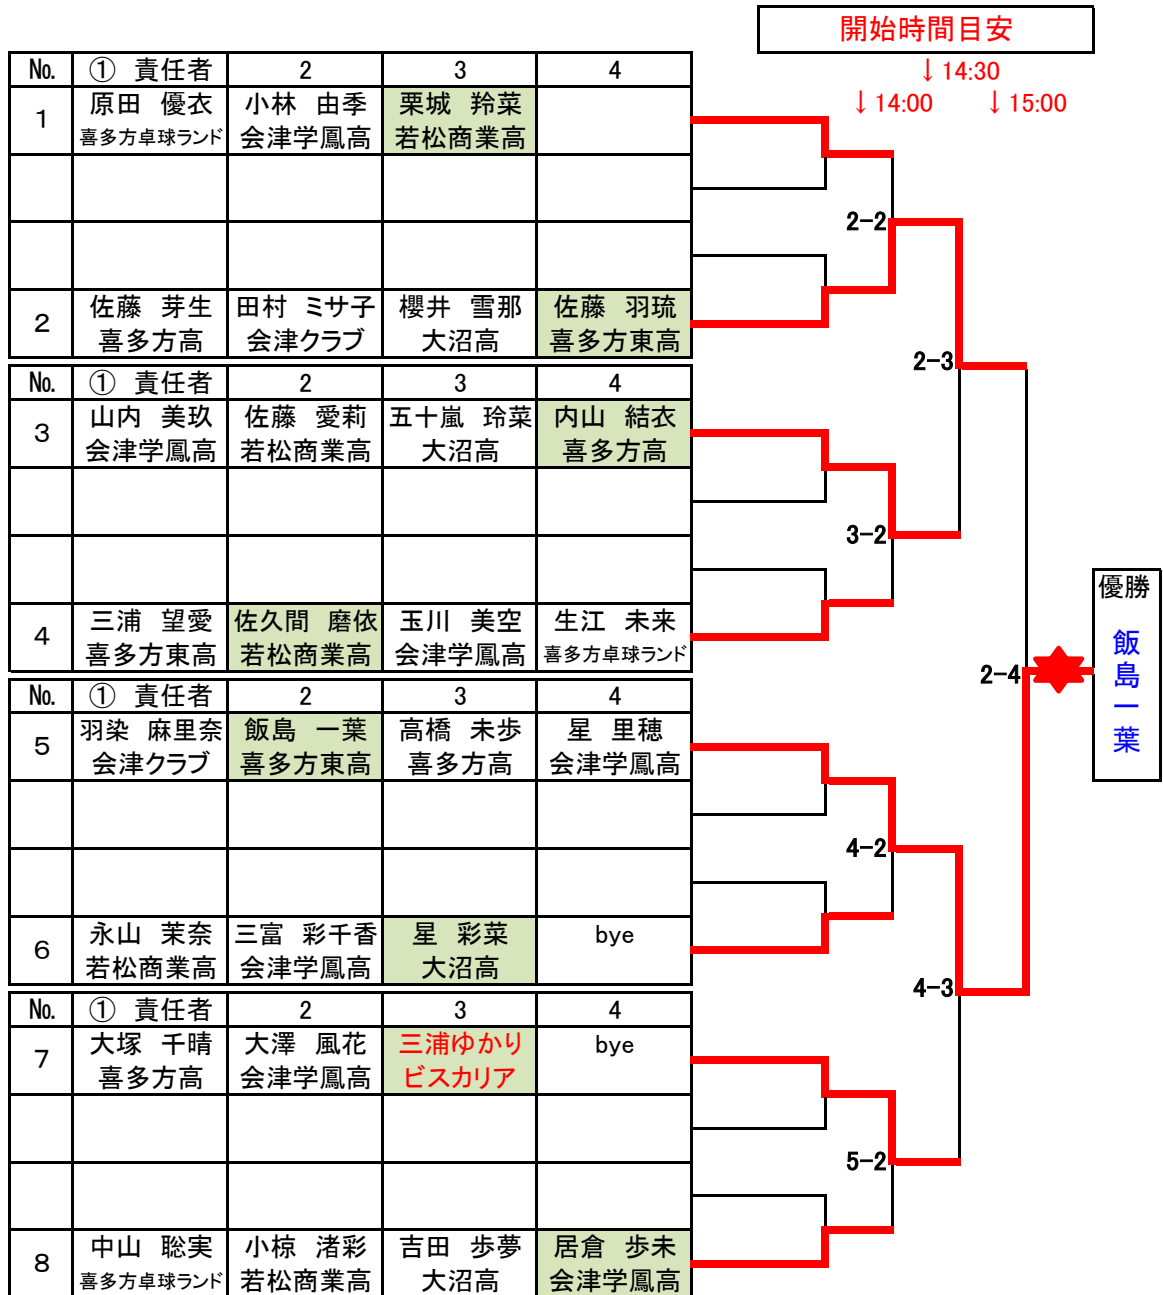 開始時間目安
↓14:30
↓14:00 ↓15:00
No. ① 責任者 2 3 4
1 原田 優衣 小林 由季 栗城 羚菜
喜多方卓球ランド 会津学鳳高 若松商業高
2-2
2 佐藤 芽生 田村 ミサ子 櫻井 雪那 佐藤 羽琉
喜多方高 会津クラブ 大沼高 喜多方東高
2-3
No. ① 責任者 2 3 4
3 山内 美玖 佐藤 愛莉 五十嵐 玲菜 内山 結衣
会津学鳳高 若松商業高 大沼高 喜多方高
3-2
4 三浦 望愛 佐久間 磨依 玉川 美空 生江 未来
喜多方東高 若松商業高 会津学鳳高 喜多方卓球ランド
2-4
優勝
飯島一葉
No. ① 責任者 2 3 4
5 羽染 麻里奈 飯島 一葉 高橋 未歩 星 里穂
会津クラブ 喜多方東高 喜多方高 会津学鳳高
4-2
6 永山 茉奈 三富 彩千香 星 彩菜 bye
若松商業高 会津学鳳高 大沼高
4-3
No. ① 責任者 2 3 4
7 大塚 千晴 大澤 風花 三浦ゆかり bye
喜多方高 会津学鳳高 ビスカリア
5-2
8 中山 聡実 小椋 渚彩 吉田 歩夢 居倉 歩未
喜多方卓球ランド 若松商業高 大沼高 会津学鳳高